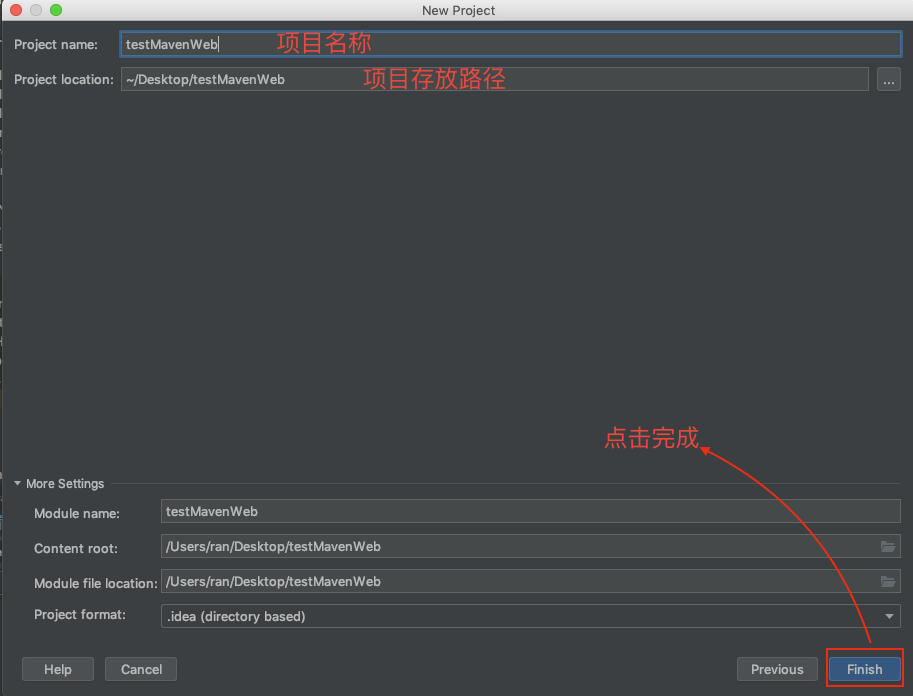 New Project
Project name: testMavenWeb 项目名称
Project location: ~/Desktop/testMavenWeb 项目存放路径 ...
点击完成
More Settings
Module name: testMavenWeb
Content root: /Users/ran/Desktop/testMavenWeb
Module file location: /Users/ran/Desktop/testMavenWeb
Project format: .idea (directory based)
Help Cancel Previous Finish